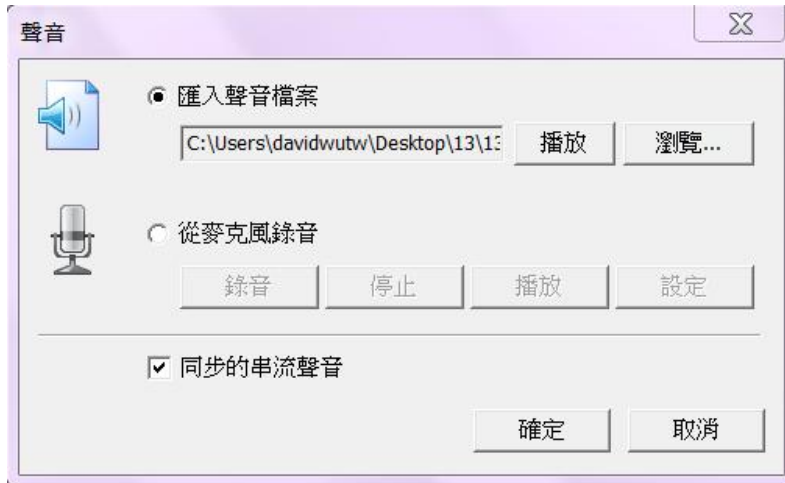 聲音
匯入聲音檔案
C:\Users\davidwutw\Desktop\13\13 播放 瀏覽...
從麥克風錄音
錄音 停止 播放 設定
同步的串流聲音
確定 取消